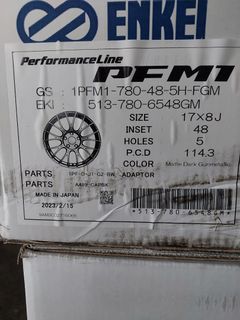 ENKEI
PerformanceLine PFM1
GS : 1PFM1-780-48-5H-FGM
EKJ : 513-780-6548GM
SIZE 17×8J
INSET 48
HOLES 5
P.C.D 114.3
COLOR Matte Dark Gunmetallic
PARTS ADAPTOR
PARTS
MADE IN JAPAN
2023/2/15
*513-780-6548GM*